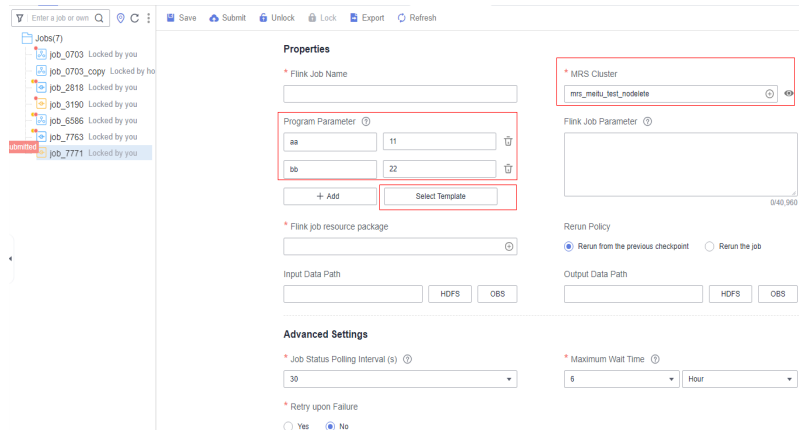 Enter a job or own
Save Submit Unlock Lock Export Refresh
Jobs(7)
job_0703 Locked by you
job_0703_copy Locked by ho
job_2818 Locked by you
job_3190 Locked by you
job_6586 Locked by you
job_7763 Locked by you
ubmitted
job_7771 Locked by you
Properties
* Flink Job Name
* MRS Cluster
mrs_meitu_test_nodelete
Program Parameter
aa 11
bb 22
+ Add
Select Template
Flink Job Parameter
0/40,960
* Flink job resource package
Rerun Policy
Rerun from the previous checkpoint Rerun the job
Input Data Path
HDFS OBS
Output Data Path
HDFS OBS
Advanced Settings
* Job Status Polling Interval (s)
30
* Maximum Wait Time
6 Hour
* Retry upon Failure
Yes No